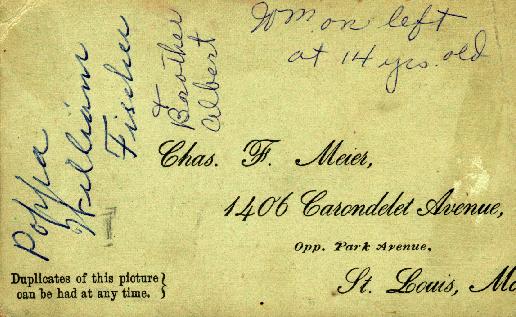 Wm on left
at 14 yrs. old
Poppa
William
Fischer
+
Brother
Albert
Chas. F. Meier,
1406 Carondelet Avenue,
Opp. Park Avenue.
St. Louis, Mo
Duplicates of this picture
can be had at any time.